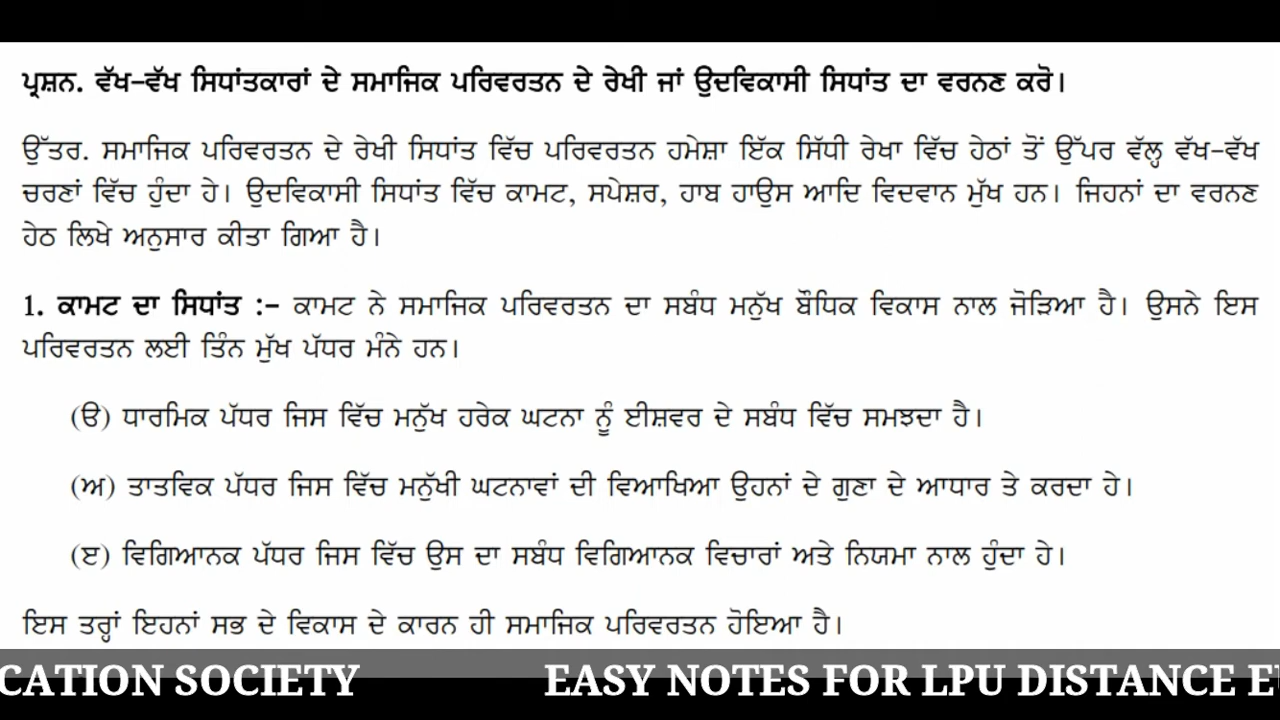 ਪ੍ਰਸ਼ਨ. ਵੱਖ-ਵੱਖ ਸਿਧਾਂਤਕਾਰਾਂ ਦੇ ਸਮਾਜਿਕ ਪਰਿਵਰਤਨ ਦੇ ਰੇਖੀ ਜਾਂ ਉਦਵਿਕਾਸੀ ਸਿਧਾਂਤ ਦਾ ਵਰਨਣ ਕਰੋ।
ਉੱਤਰ. ਸਮਾਜਿਕ ਪਰਿਵਰਤਨ ਦੇ ਰੇਖੀ ਸਿਧਾਂਤ ਵਿੱਚ ਪਰਿਵਰਤਨ ਹਮੇਸ਼ਾ ਇੱਕ ਸਿੱਧੀ ਰੇਖਾ ਵਿੱਚ ਹੇਠਾਂ ਤੋਂ ਉੱਪਰ ਵੱਲ੍ਹ ਵੱਖ-ਵੱਖ
ਚਰਣਾਂ ਵਿੱਚ ਹੁੰਦਾ ਹੇ। ਉਦਵਿਕਾਸੀ ਸਿਧਾਂਤ ਵਿੱਚ ਕਾਮਟ, ਸਪੇਸ਼ਰ, ਹਾਬ ਹਾਉਸ ਆਦਿ ਵਿਦਵਾਨ ਮੁੱਖ ਹਨ। ਜਿਹਨਾਂ ਦਾ ਵਰਨਣ
ਹੇਠ ਲਿਖੇ ਅਨੁਸਾਰ ਕੀਤਾ ਗਿਆ ਹੈ।
1. ਕਾਮਟ ਦਾ ਸਿਧਾਂਤ :- ਕਾਮਟ ਨੇ ਸਮਾਜਿਕ ਪਰਿਵਰਤਨ ਦਾ ਸਬੰਧ ਮਨੁੱਖ ਬੌਧਿਕ ਵਿਕਾਸ ਨਾਲ ਜੋੜਿਆ ਹੈ। ਉਸਨੇ ਇਸ
ਪਰਿਵਰਤਨ ਲਈ ਤਿੰਨ ਮੁੱਖ ਪੱਧਰ ਮੰਨੇ ਹਨ।
(ੳ) ਧਾਰਮਿਕ ਪੱਧਰ ਜਿਸ ਵਿੱਚ ਮਨੁੱਖ ਹਰੇਕ ਘਟਨਾ ਨੂੰ ਈਸ਼ਵਰ ਦੇ ਸਬੰਧ ਵਿੱਚ ਸਮਝਦਾ ਹੈ।
(ਅ) ਤਾਤਵਿਕ ਪੱਧਰ ਜਿਸ ਵਿੱਚ ਮਨੁੱਖੀ ਘਟਨਾਵਾਂ ਦੀ ਵਿਆਖਿਆ ਉਹਨਾਂ ਦੇ ਗੁਣਾ ਦੇ ਆਧਾਰ ਤੇ ਕਰਦਾ ਹੇ।
(ੲ) ਵਿਗਿਆਨਕ ਪੱਧਰ ਜਿਸ ਵਿੱਚ ਉਸ ਦਾ ਸਬੰਧ ਵਿਗਿਆਨਕ ਵਿਚਾਰਾਂ ਅਤੇ ਨਿਯਮਾ ਨਾਲ ਹੁੰਦਾ ਹੇ।
ਇਸ ਤਰ੍ਹਾਂ ਇਹਨਾਂ ਸਭ ਦੇ ਵਿਕਾਸ ਦੇ ਕਾਰਨ ਹੀ ਸਮਾਜਿਕ ਪਰਿਵਰਤਨ ਹੋਇਆ ਹੈ।
CATION SOCIETY EASY NOTES FOR LPU DISTANCE E